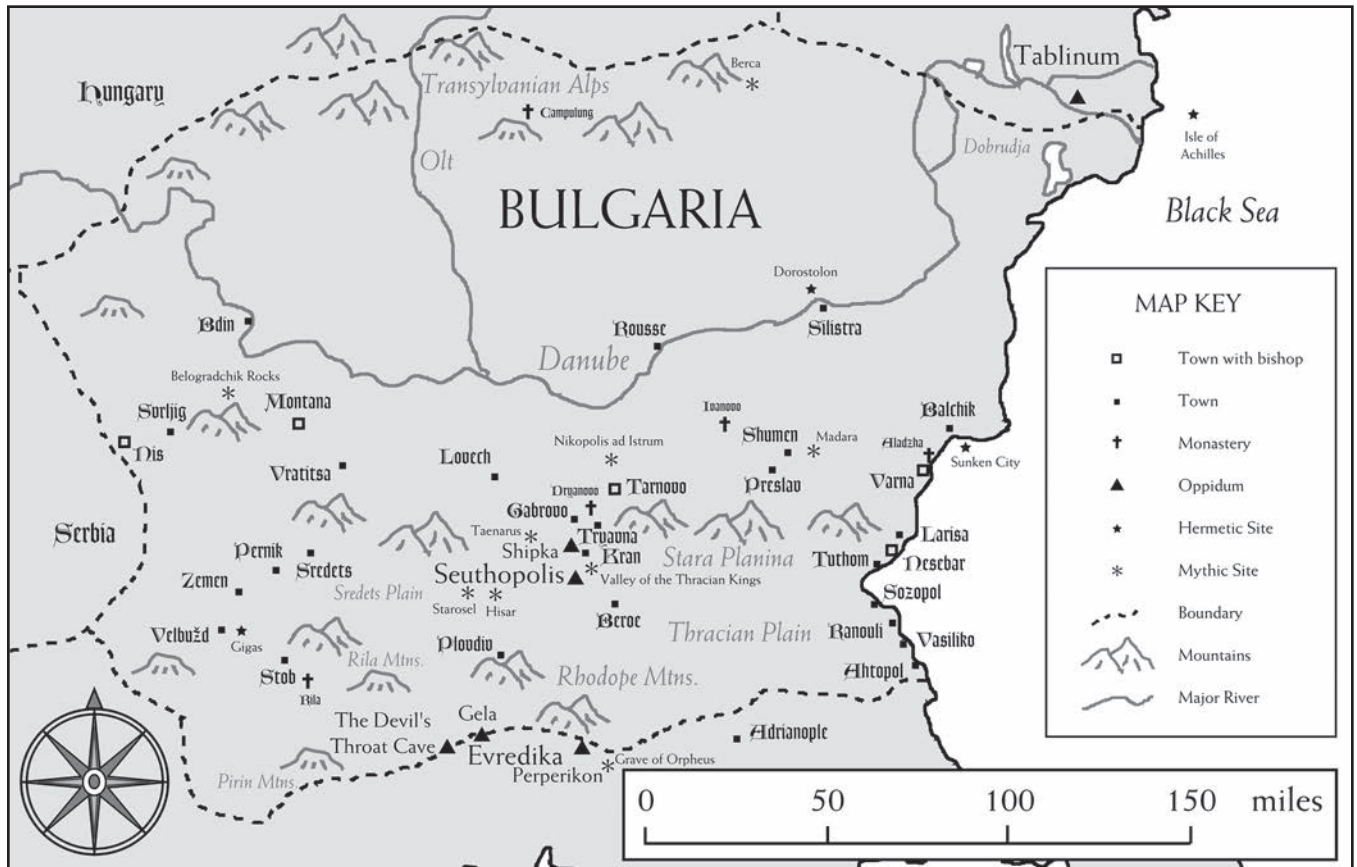 Tablinum
Berca
Hungary
Transylvanian Alps
Campulung
Isle of
Achilles
Dobrudja
Olt
BULGARIA
Black Sea
Dorostolon
Bdin
Rousse
Silistra
Danube
Belogradchik Rocks
Montana
Svrljig
Nis
Vratitsa
Lovech
Nikopolis ad Istrum
Ivanovo
Shumen
Madara
Balchik
Aladzha
Sunken City
Preslav
Varna
Dryanovo
Tarnovo
Gabrovo
Serbia
Taenarus
Tryavna
Larisa
Shipka
Kran
Stara Planina
Tuthom
Nesebar
Pernik
Sredets
Seuthopolis
Valley of the Thracian Kings
Zemen
Sredets Plain
Starosel
Hisar
Sozopol
Beroe
Velbužd
Gigas
Thracian Plain
Ranouli
Vasiliko
Plovdiv
Rila Mtns.
Stob
Rhodope Mtns.
Ahtopol
Rila
The Devil's
Throat Cave
Gela
Adrianople
Evredika
Perperikon
Grave of Orpheus
Pirin Mtns.
MAP KEY
Town with bishop
Town
Monastery
Oppidum
Hermetic Site
Mythic Site
Boundary
Mountains
Major River
0 50 100 150 miles